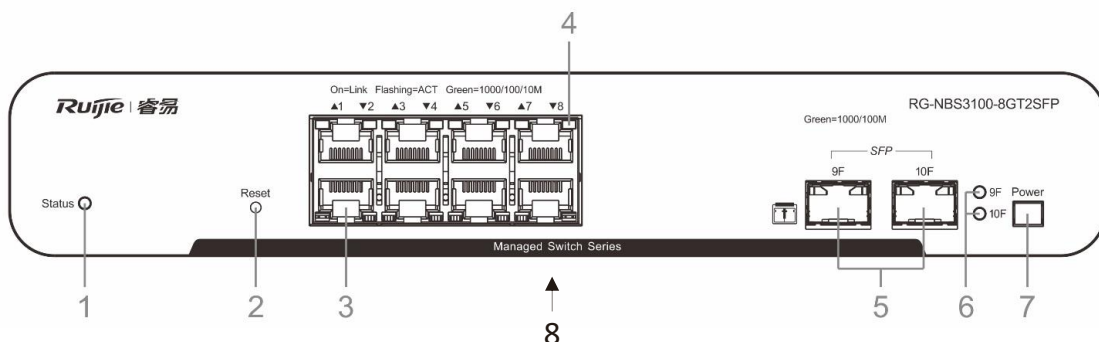 4
On=Link Flashing=ACT Green=1000/100/10M
▲1 ▼2 ▲3 ▼4 ▲5 ▼6 ▲7 ▼8
Ruijie | 睿易
RG-NBS3100-8GT2SFP
Green=1000/100M
SFP
9F 10F
Status
Reset
9F
10F
Power
Managed Switch Series
1 2 3 5 6 7
8